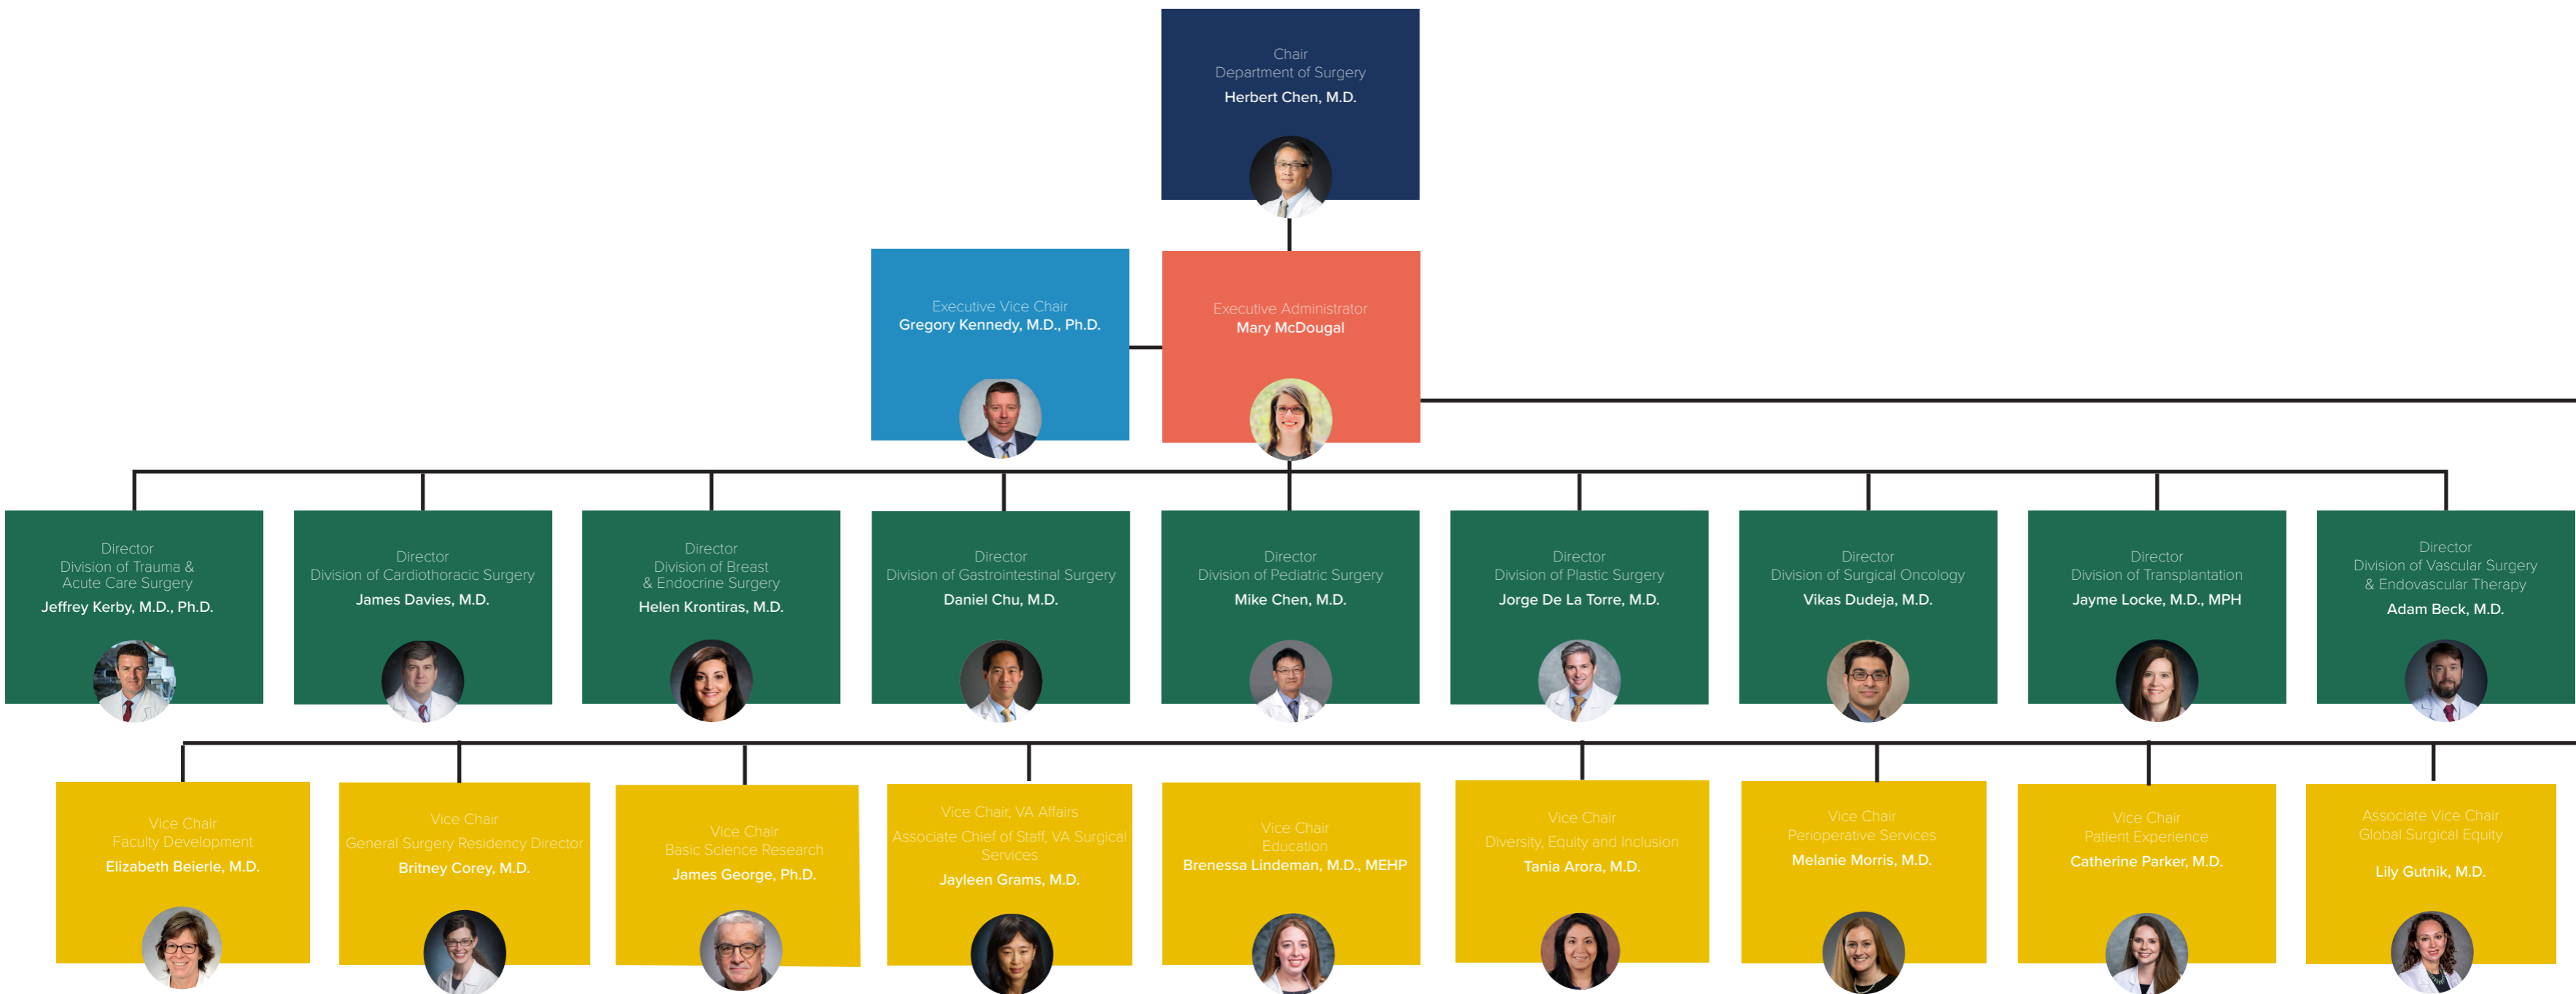 Chair
Department of Surgery
Herbert Chen, M.D.
Executive Vice Chair
Gregory Kennedy, M.D., Ph.D.
Executive Administrator
Mary McDougal
Director
Division of Trauma &
Acute Care Surgery
Jeffrey Kerby, M.D., Ph.D.
Director
Division of Cardiothoracic Surgery
James Davies, M.D.
Director
Division of Breast
& Endocrine Surgery
Helen Krontiras, M.D.
Director
Division of Gastrointestinal Surgery
Daniel Chu, M.D.
Director
Division of Pediatric Surgery
Mike Chen, M.D.
Director
Division of Plastic Surgery
Jorge De La Torre, M.D.
Director
Division of Surgical Oncology
Vikas Dudeja, M.D.
Director
Division of Transplantation
Jayme Locke, M.D., MPH
Director
Division of Vascular Surgery
& Endovascular Therapy
Adam Beck, M.D.
Vice Chair
Faculty Development
Elizabeth Beierle, M.D.
Vice Chair
General Surgery Residency Director
Britney Corey, M.D.
Vice Chair
Basic Science Research
James George, Ph.D.
Vice Chair, VA Affairs
Associate Chief of Staff, VA Surgical
Services
Jayleen Grams, M.D.
Vice Chair
Education
Brenessa Lindeman, M.D., MEHP
Vice Chair
Diversity, Equity and Inclusion
Tania Arora, M.D.
Vice Chair
Perioperative Services
Melanie Morris, M.D.
Vice Chair
Patient Experience
Catherine Parker, M.D.
Associate Vice Chair
Global Surgical Equity
Lily Gutnik, M.D.